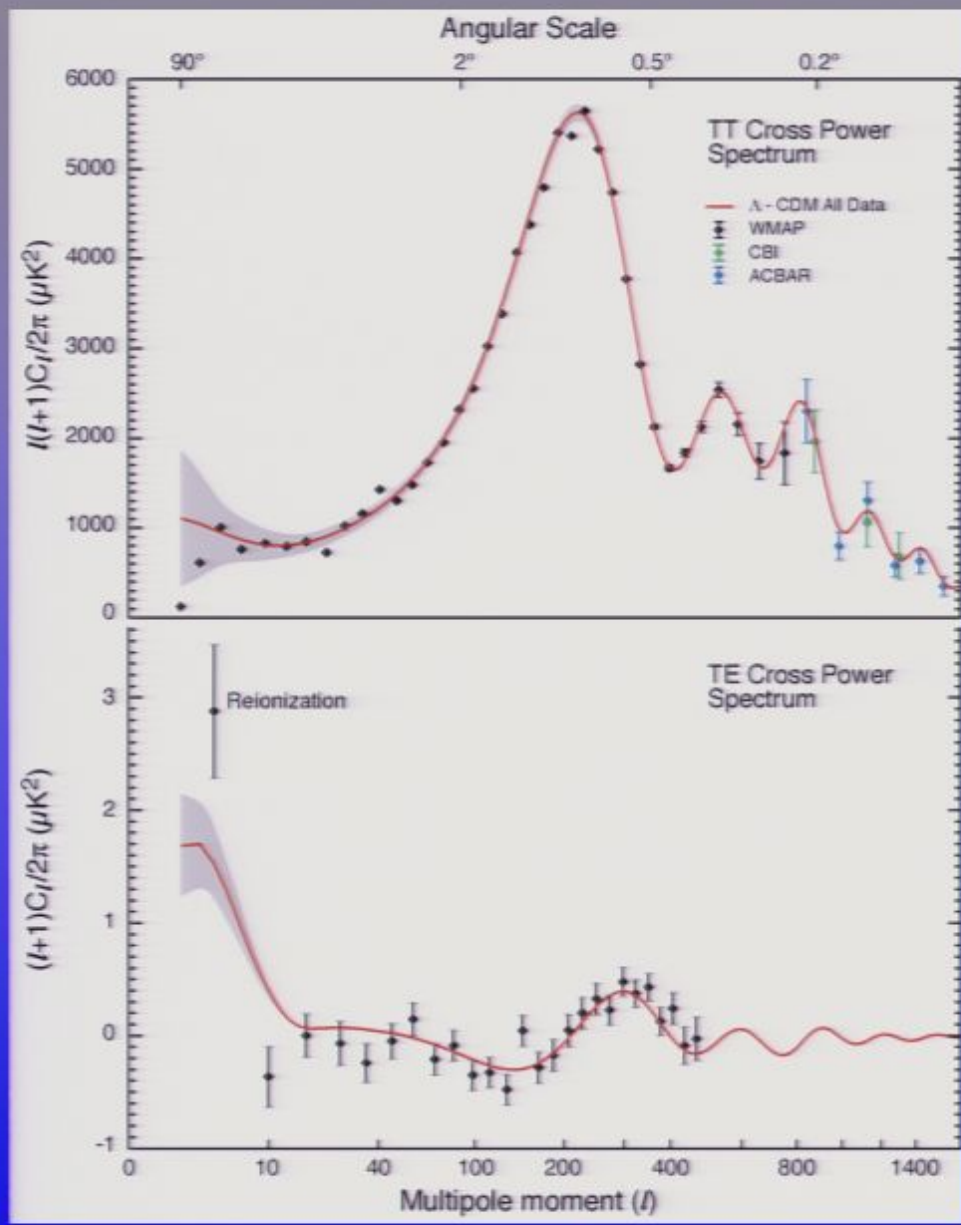 Angular Scale
90° 2° 0.5° 0.2°
6000
5000
4000
3000
2000
1000
0
l(l+1)Cl/2π (μK²)
TT Cross Power
Spectrum
Λ - CDM All Data
WMAP
CBI
ACBAR
TE Cross Power
Spectrum
Reionization
3
2
1
0
-1
(l+1)Cl/2π (μK²)
0 10 40 100 200 400 800 1400
Multipole moment (l)